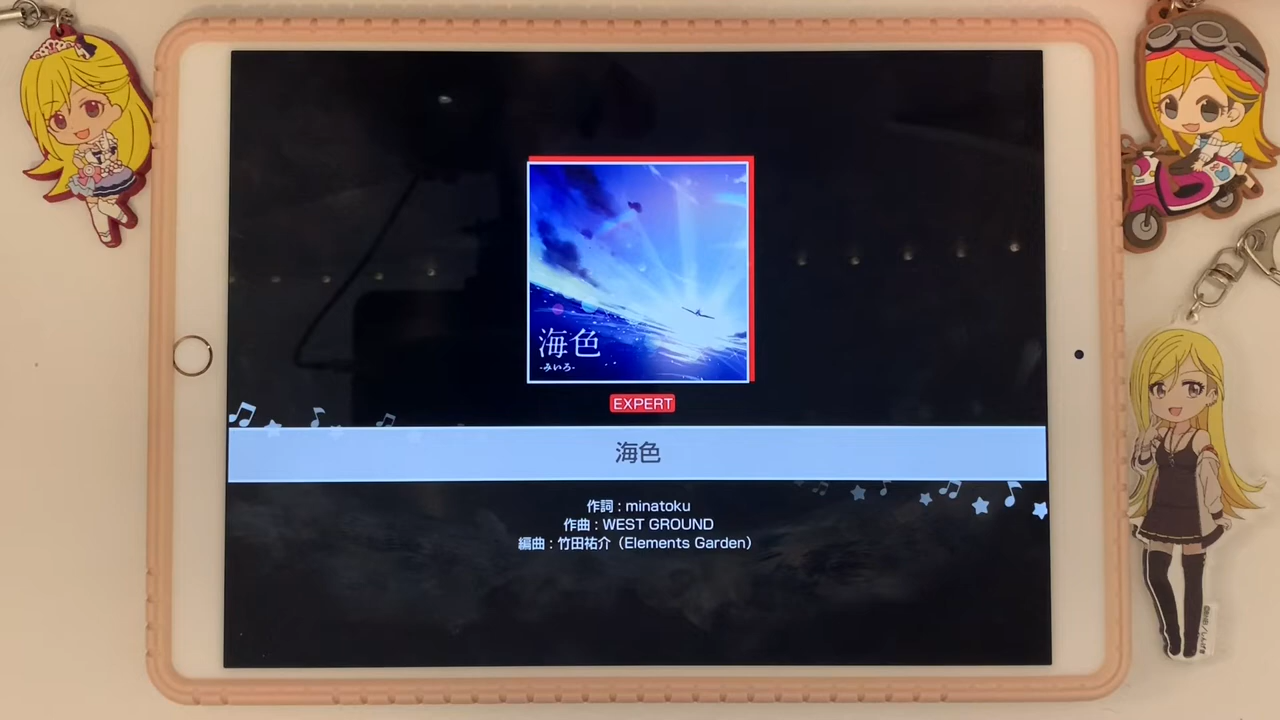 海色
-みいろ-
EXPERT
海色
作詞 : minatoku
作曲 : WEST GROUND
編曲 : 竹田祐介（Elements Garden）